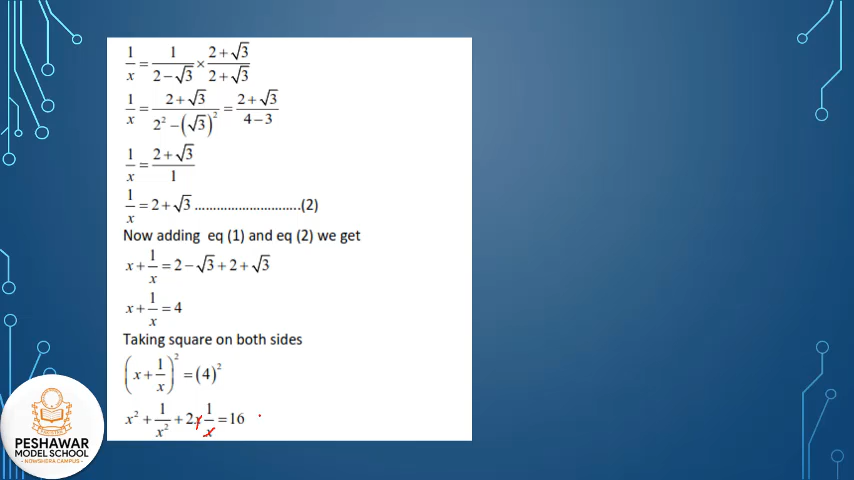 1/x = 1/(2−√3) × (2+√3)/(2+√3)
1/x = (2+√3)/(2²−(√3)²) = (2+√3)/(4−3)
1/x = (2+√3)/1
1/x = 2+√3 ............................(2)
Now adding eq (1) and eq (2) we get
x + 1/x = 2−√3+2+√3
x + 1/x = 4
Taking square on both sides
(x + 1/x)² = (4)²
x² + 1/x² + 2x 1/x = 16
PESHAWAR
MODEL SCHOOL
- NOWSHERA CAMPUS -